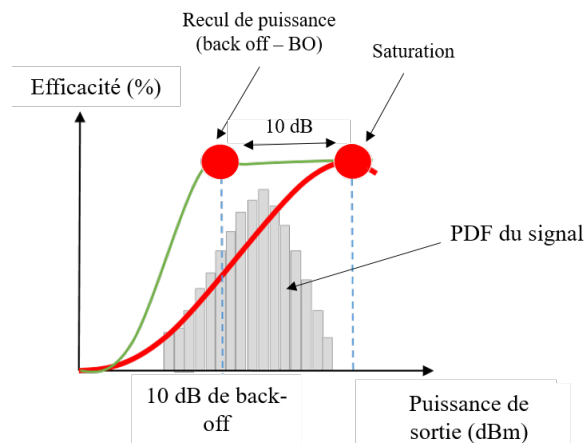 Recul de puissance
(back off – BO)
Saturation
Efficacité (%)
10 dB
PDF du signal
10 dB de back-
off
Puissance de
sortie (dBm)